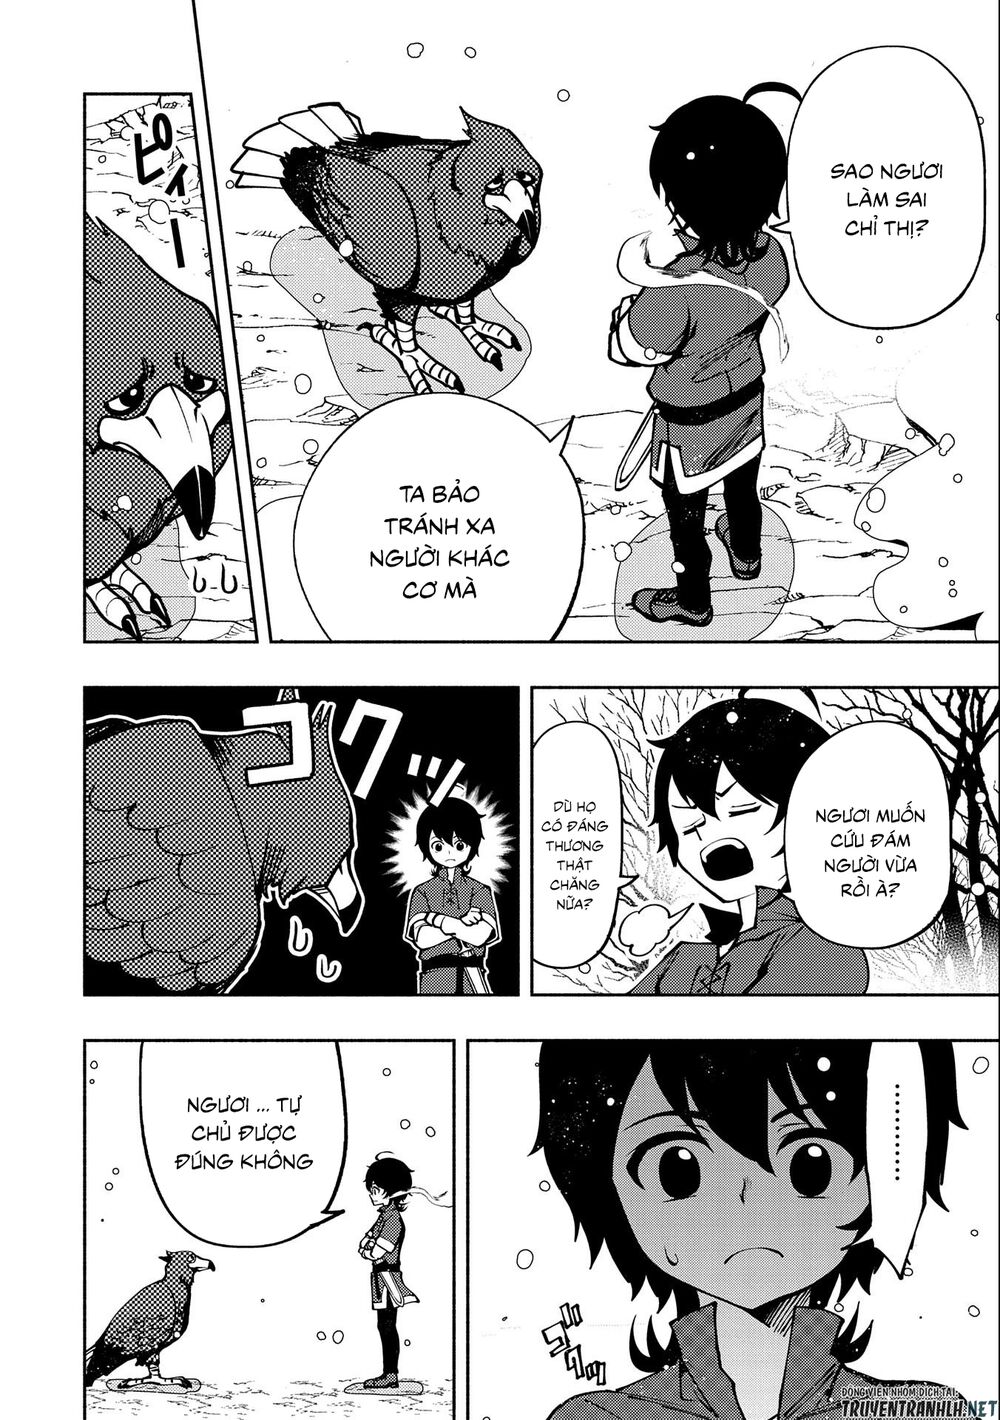 SAO NGƯƠI
LÀM SAI
CHỈ THỊ?
TA BẢO
TRÁNH XA
NGƯỜI KHÁC
CƠ MÀ
ピィー
NGƯƠI MUỐN
CỨU ĐÁM
NGƯỜI VỪA
RỒI À?
DÙ HỌ
CÓ ĐÁNG
THƯƠNG
THẬT
CHĂNG
NỮA?
コクッ
.........
NGƯƠI ... TỰ
CHỦ ĐƯỢC
ĐÚNG KHÔNG
ĐỘNG VIÊN NHÓM DỊCH TẠI:
TRUYENTRANHLH.NET